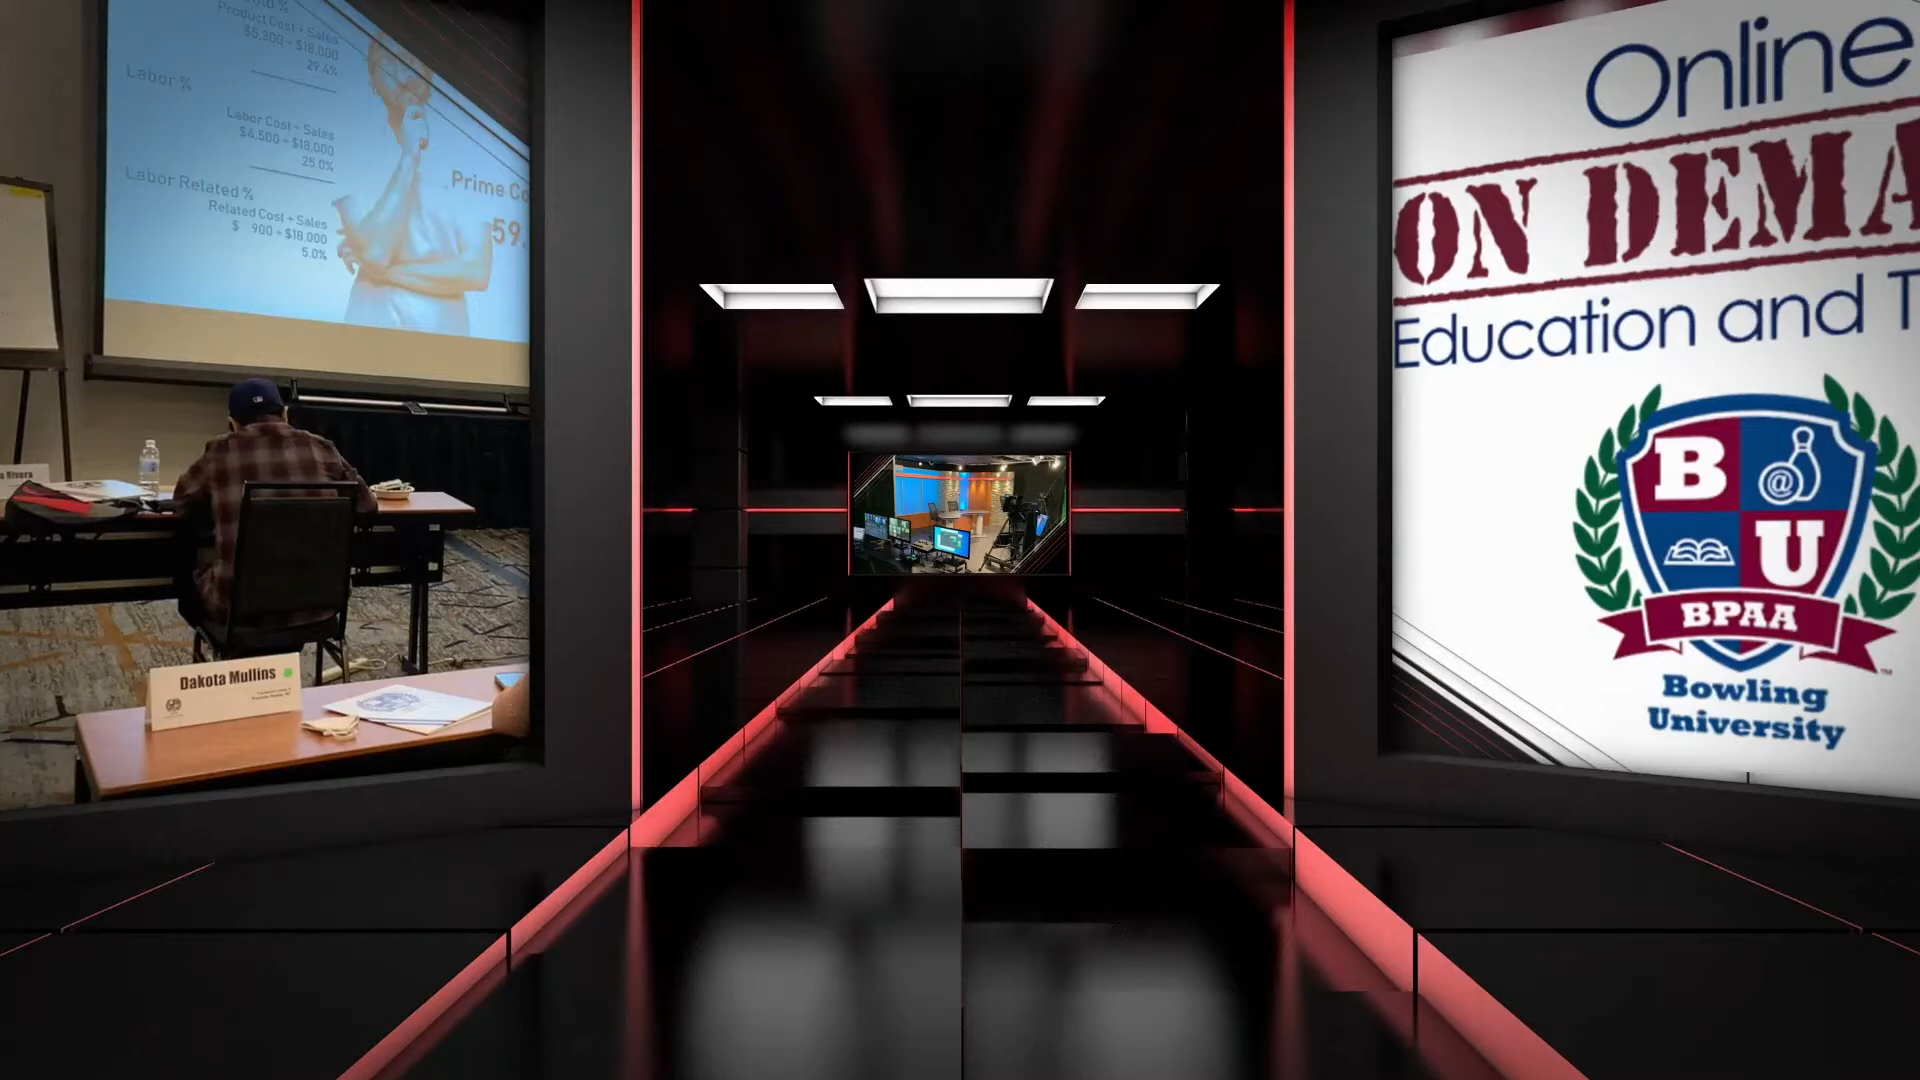 Product Cost ÷ Sales
$5,300 ÷ $18,000
29.4%
Labor %
Labor Cost ÷ Sales
$4,500 ÷ $18,000
25.0%
Labor Related %
Related Cost ÷ Sales
$ 900 ÷ $18,000
5.0%
Prime Co
59.
Rivera
Dakota Mullins
Online
ON DEMA
Education and T
B
@
U
BPAA
Bowling
University